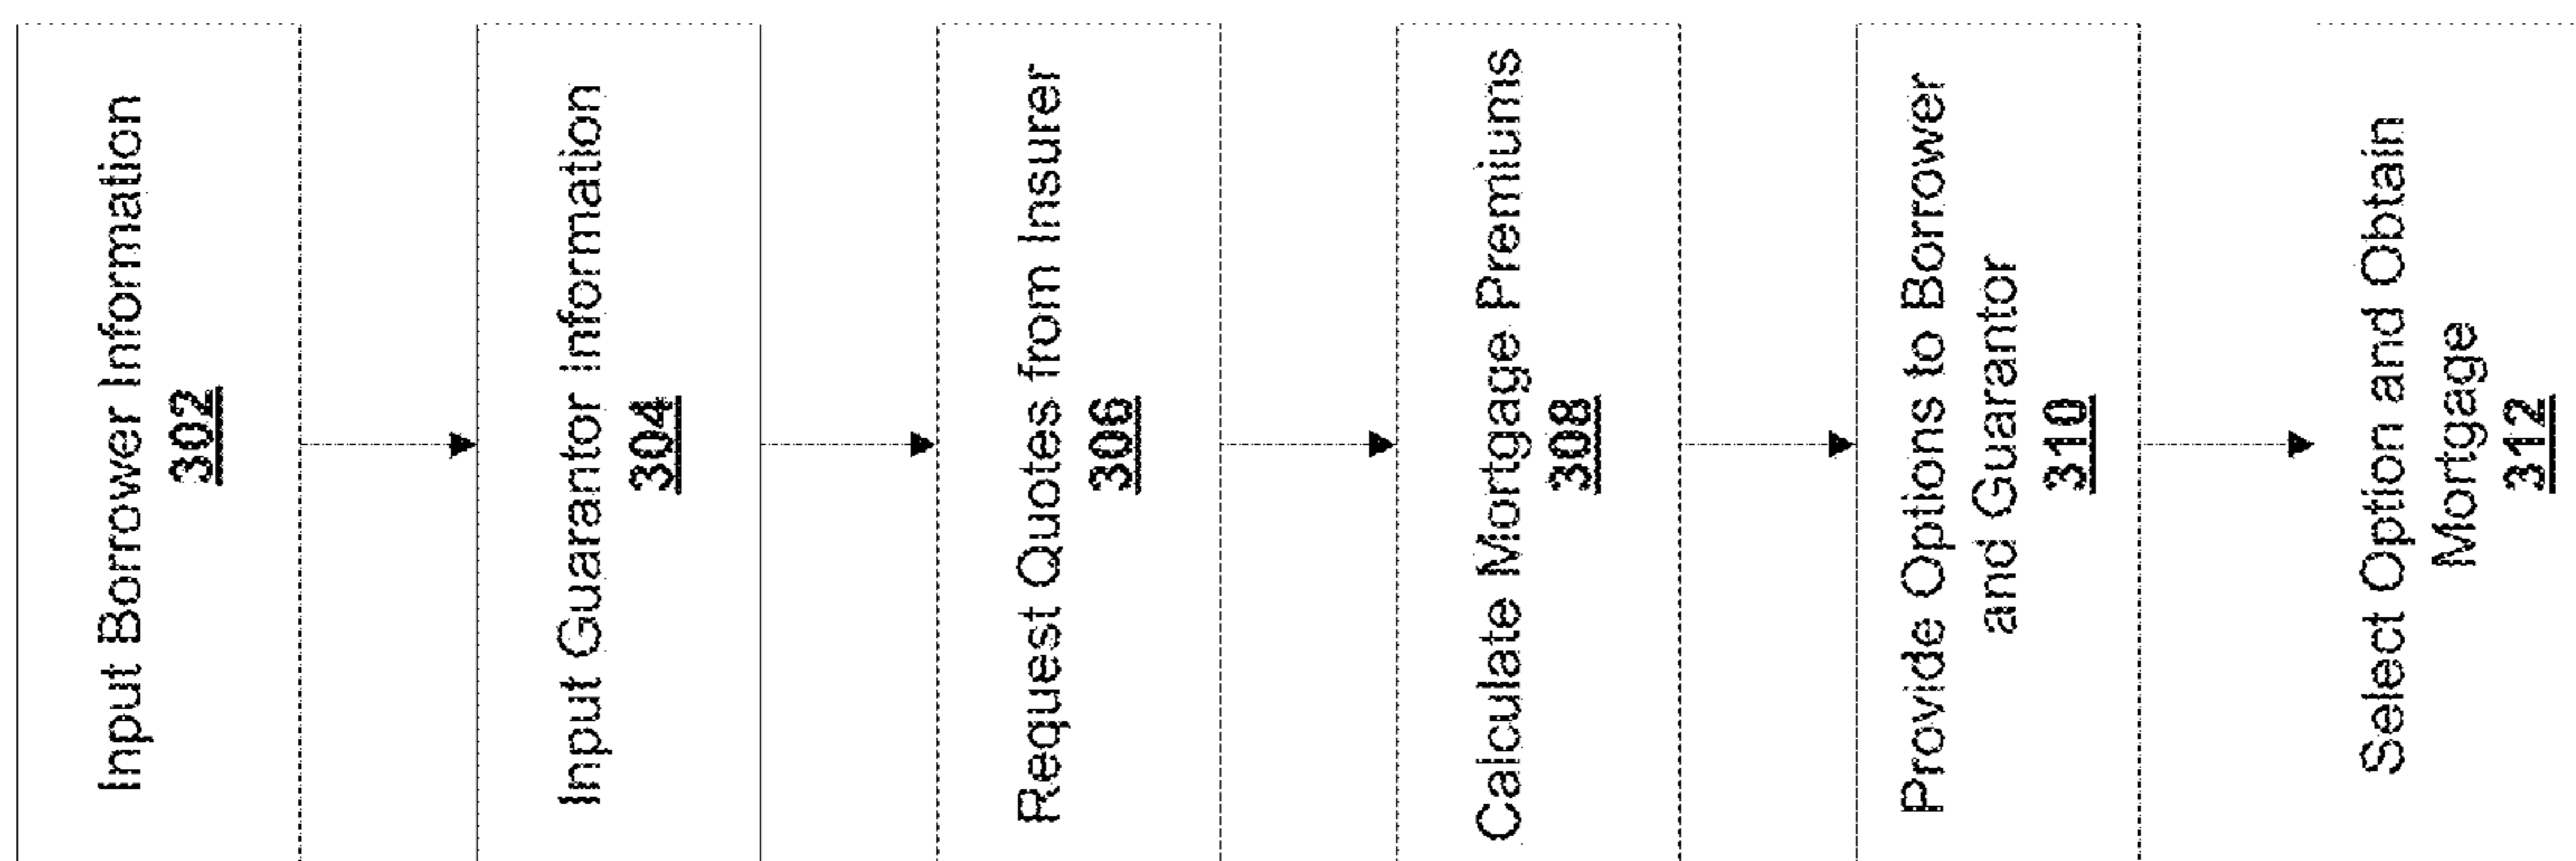 Input Borrower Information
302
Input Guarantor Information
304
Request Quotes from Insurer
306
Calculate Mortgage Premiums
308
Provide Options to Borrower
and Guarantor
310
Select Option and Obtain
Mortgage
312